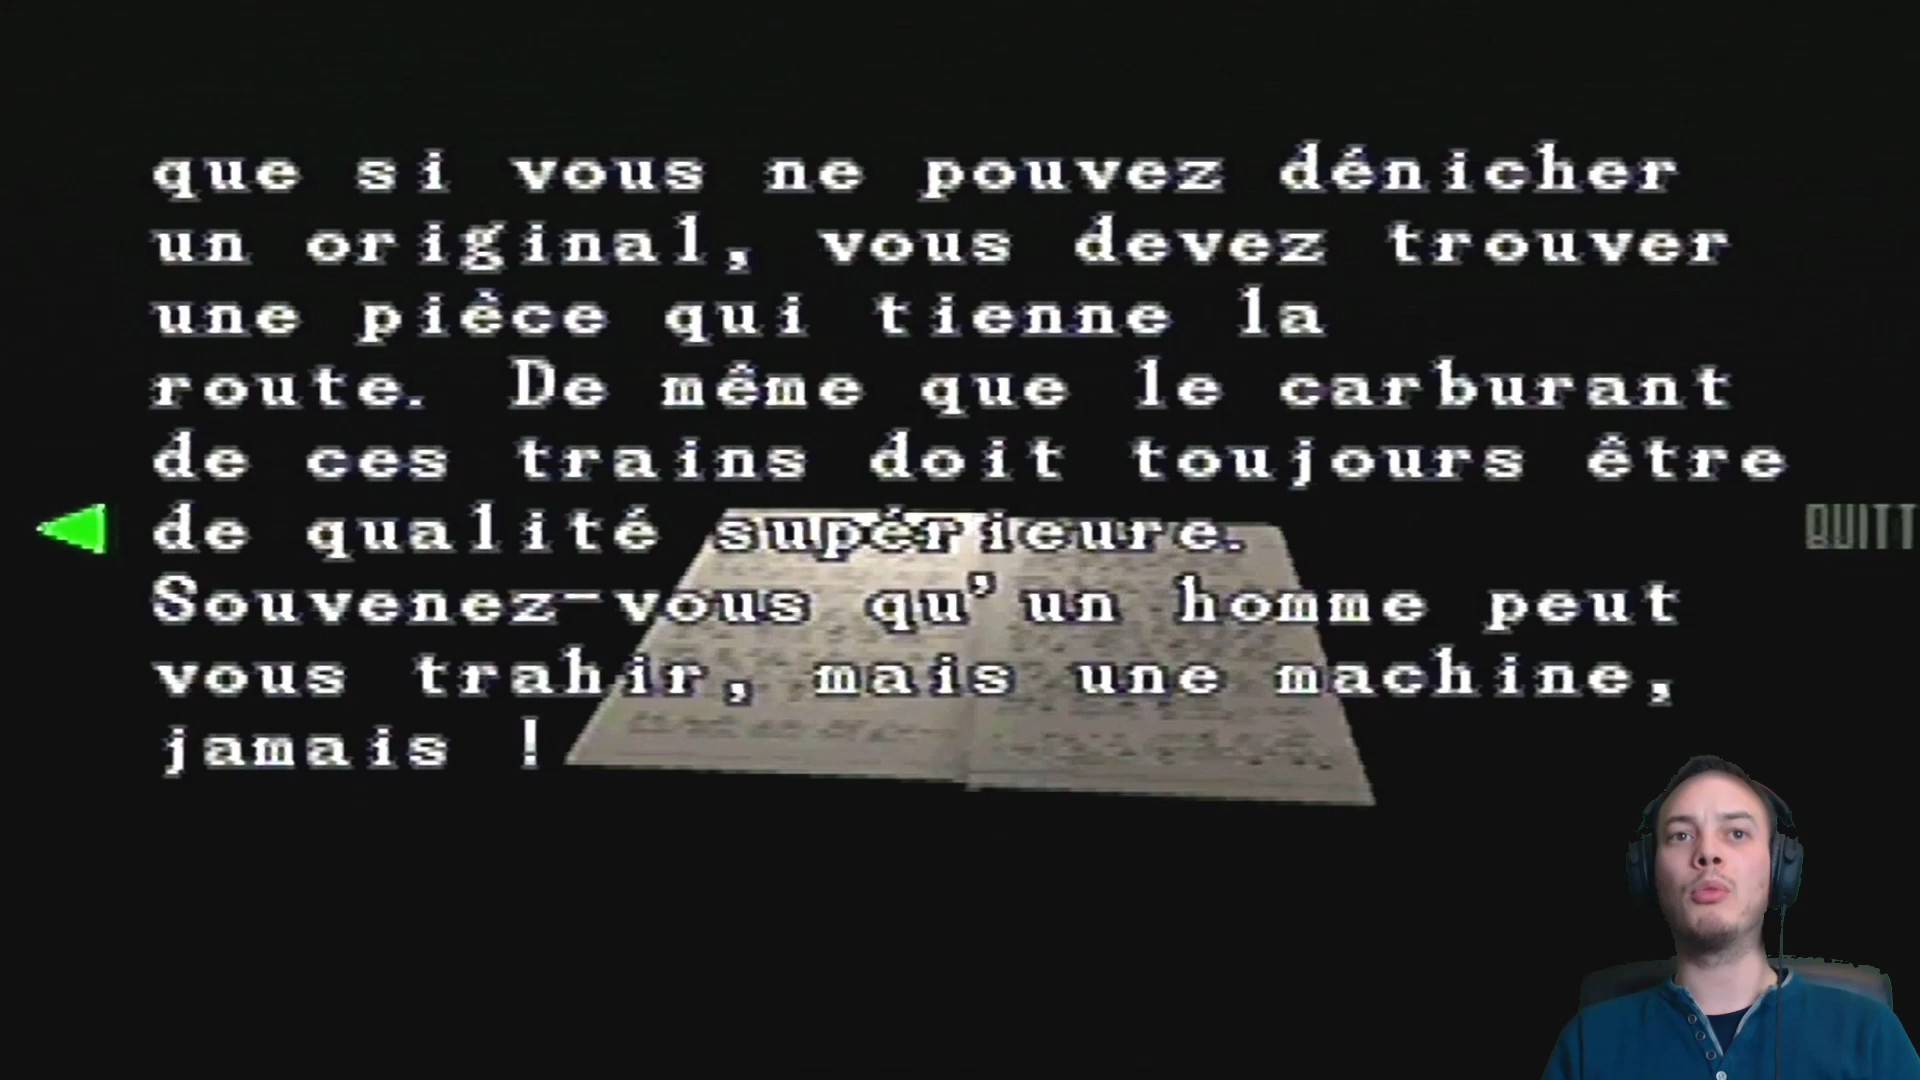 que si vous ne pouvez dénicher
un original, vous devez trouver
une pièce qui tienne la
route. De même que le carburant
de ces trains doit toujours être
de qualité supérieure.
QUITT
Souvenez-vous qu'un homme peut
vous trahir, mais une machine,
jamais !